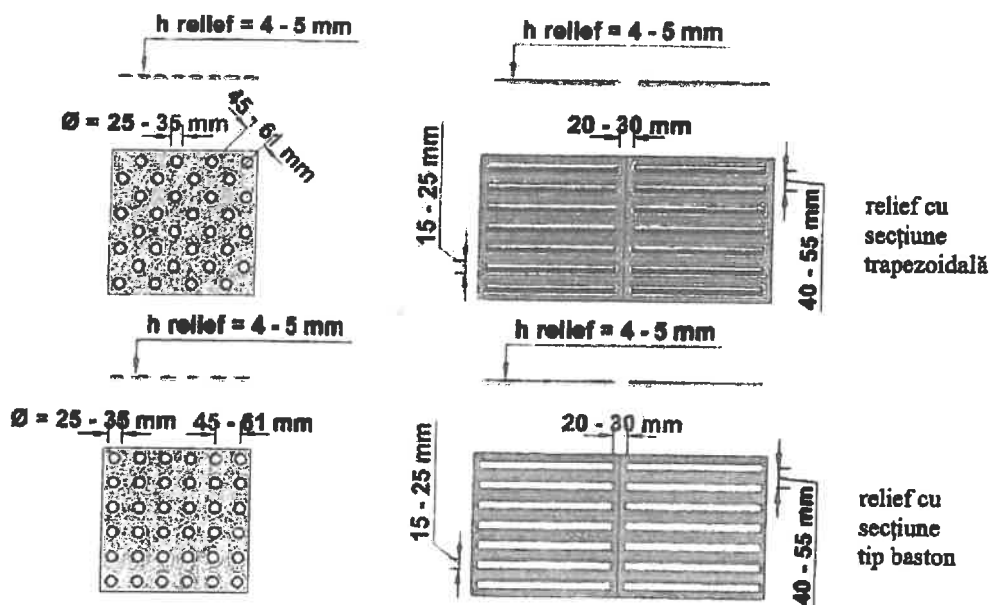 h relief = 4 - 5 mm
h relief = 4 - 5 mm
Ø = 25 - 35 mm
45 - 61 mm
20 - 30 mm
15 - 25 mm
40 - 55 mm
relief cu
secțiune
trapezoidală
h relief = 4 - 5 mm
h relief = 4 - 5 mm
Ø = 25 - 35 mm
45 - 61 mm
20 - 30 mm
15 - 25 mm
40 - 55 mm
relief cu
secțiune
tip baston